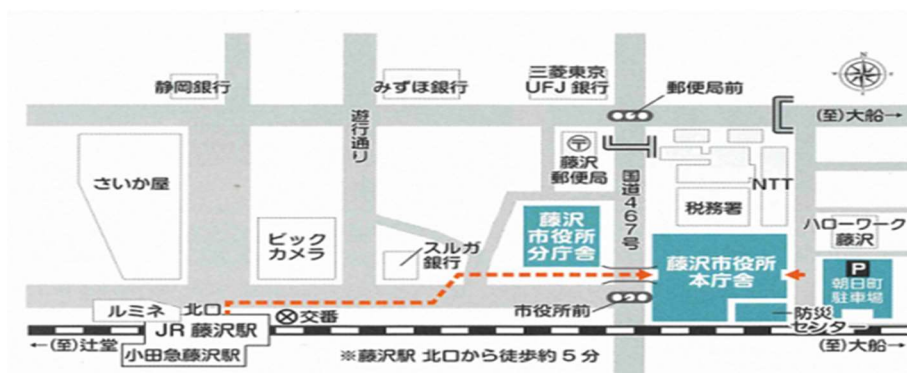 静岡銀行
みずほ銀行
三菱東京
UFJ 銀行
郵便局前
(至)大船→
遊行通り
さいか屋
〒
藤沢
郵便局
国道467号
NTT
税務署
ビック
カメラ
スルガ
銀行
藤沢
市役所
分庁舎
藤沢市役所
本庁舎
ハローワーク
藤沢
P
朝日町
駐車場
ルミネ
北口
交番
市役所前
防災
センター
JR 藤沢駅
←(至)辻堂
小田急藤沢駅
※藤沢駅 北口から徒歩約5分
(至)大船→